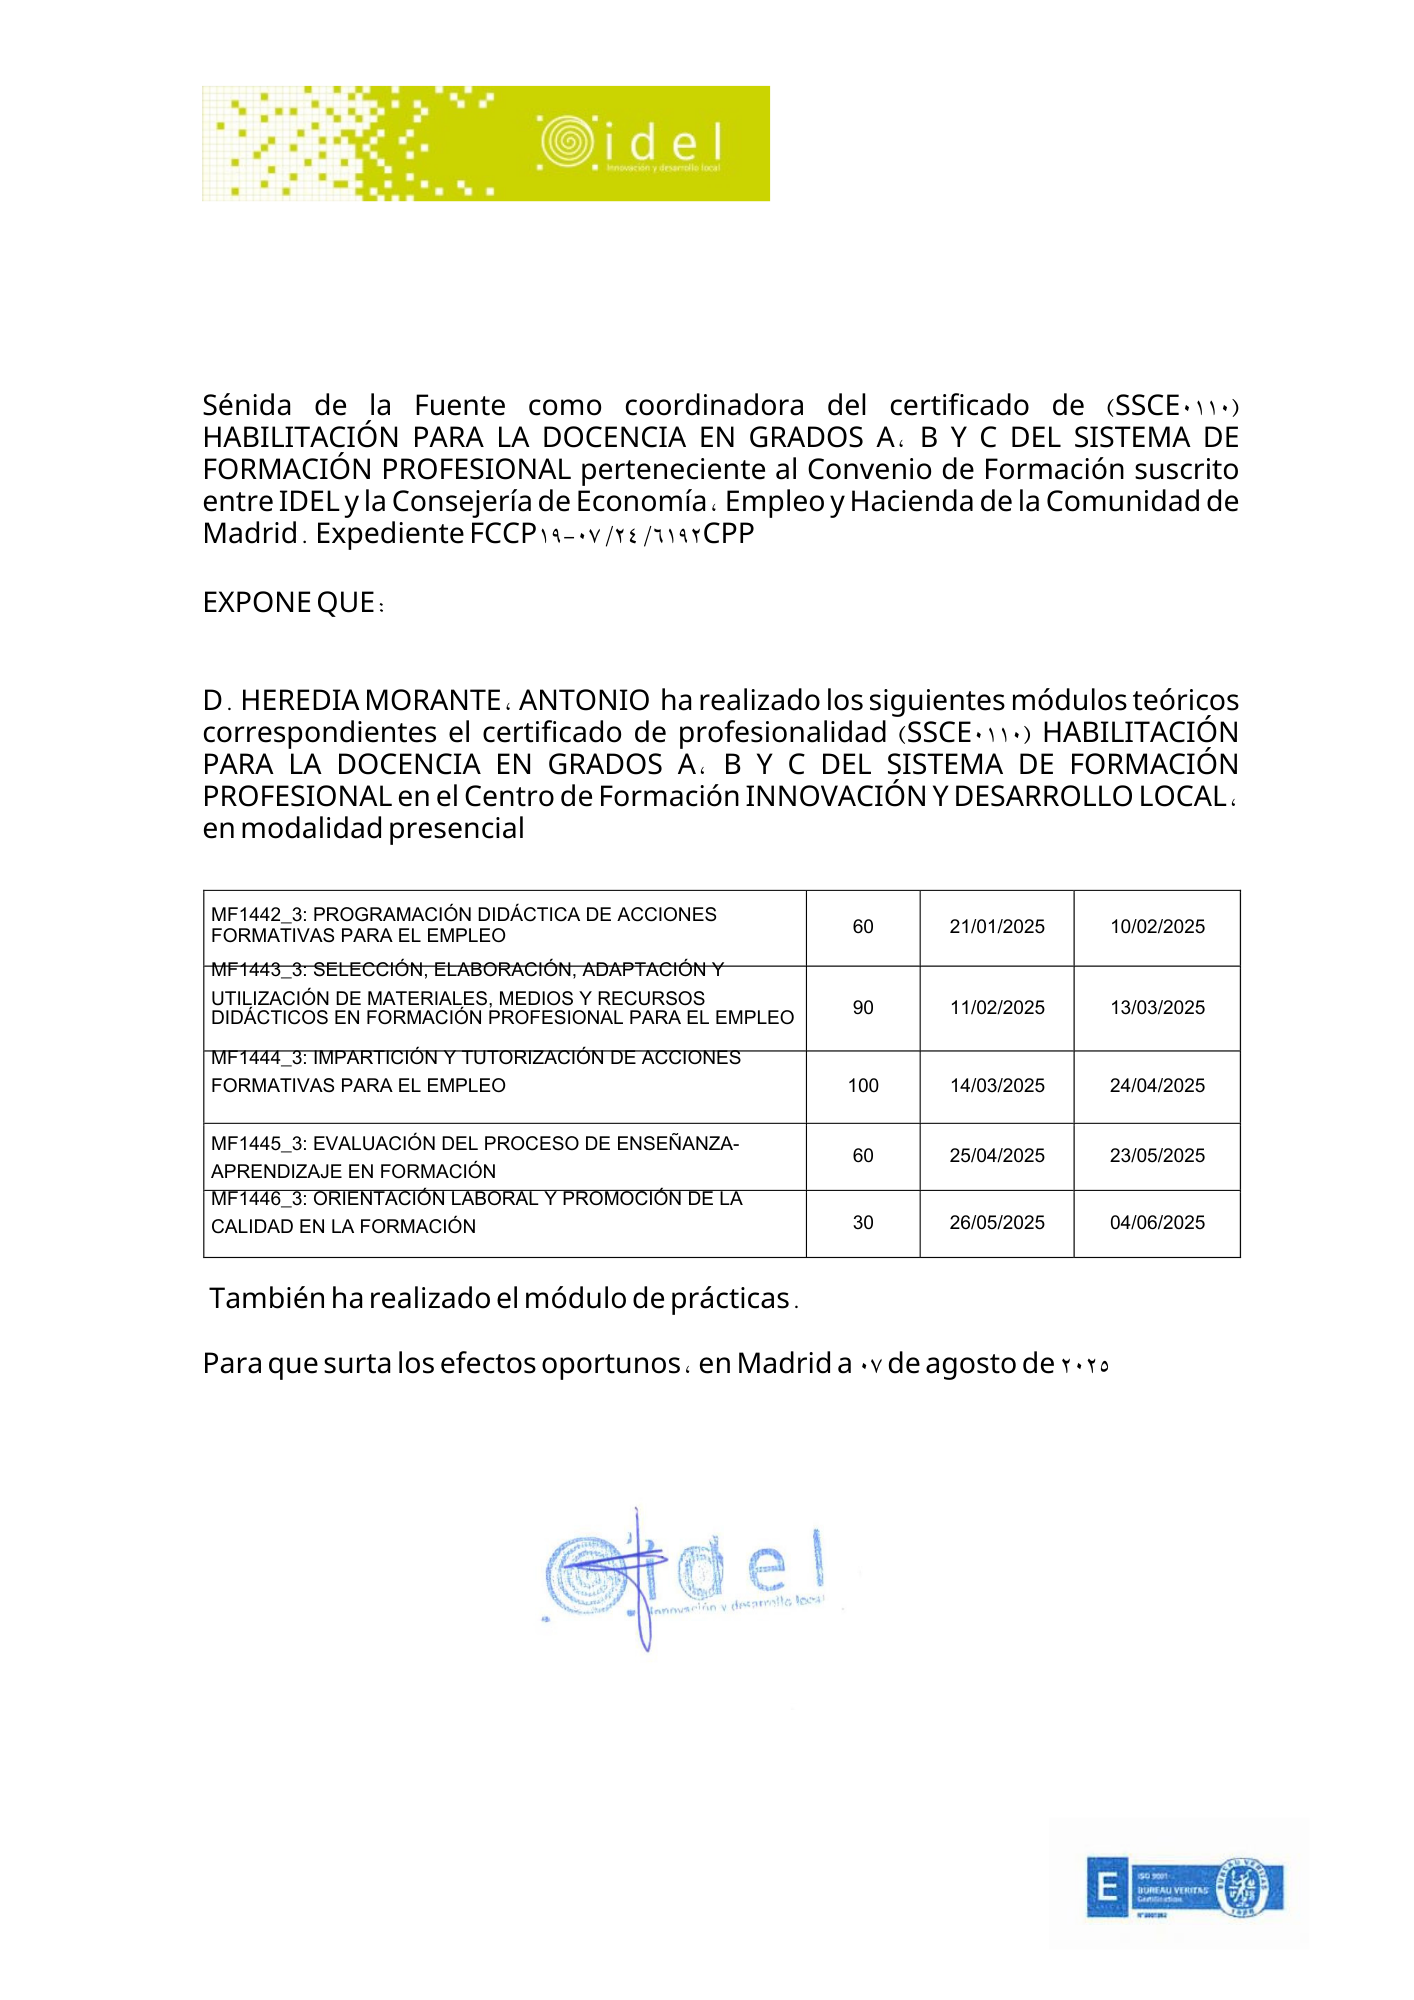 idel
Innovación y desarrollo local
Sénida de la Fuente como coordinadora del certificado de (SSCE٠١١٠)
HABILITACIÓN PARA LA DOCENCIA EN GRADOS A، B Y C DEL SISTEMA DE
FORMACIÓN PROFESIONAL perteneciente al Convenio de Formación suscrito
entre IDEL y la Consejería de Economía، Empleo y Hacienda de la Comunidad de
Madrid. Expediente FCCP١٩-٠٧/٢٤/٦١٩٢CPP
EXPONE QUE:
D. HEREDIA MORANTE، ANTONIO ha realizado los siguientes módulos teóricos
correspondientes el certificado de profesionalidad (SSCE٠١١٠) HABILITACIÓN
PARA LA DOCENCIA EN GRADOS A، B Y C DEL SISTEMA DE FORMACIÓN
PROFESIONAL en el Centro de Formación INNOVACIÓN Y DESARROLLO LOCAL،
en modalidad presencial
MF1442_3: PROGRAMACIÓN DIDÁCTICA DE ACCIONES
FORMATIVAS PARA EL EMPLEO
60 21/01/2025 10/02/2025
MF1443_3: SELECCIÓN, ELABORACIÓN, ADAPTACIÓN Y
UTILIZACIÓN DE MATERIALES, MEDIOS Y RECURSOS
DIDÁCTICOS EN FORMACIÓN PROFESIONAL PARA EL EMPLEO
90 11/02/2025 13/03/2025
MF1444_3: IMPARTICIÓN Y TUTORIZACIÓN DE ACCIONES
FORMATIVAS PARA EL EMPLEO
100 14/03/2025 24/04/2025
MF1445_3: EVALUACIÓN DEL PROCESO DE ENSEÑANZA-
APRENDIZAJE EN FORMACIÓN
60 25/04/2025 23/05/2025
MF1446_3: ORIENTACIÓN LABORAL Y PROMOCIÓN DE LA
CALIDAD EN LA FORMACIÓN
30 26/05/2025 04/06/2025
También ha realizado el módulo de prácticas.
Para que surta los efectos oportunos، en Madrid a ٠٧ de agosto de ٢٠٢٥
idel
Innovación y desarrollo local
E
ISO 9001
BUREAU VERITAS
Certification
BUREAU VERITAS
1828